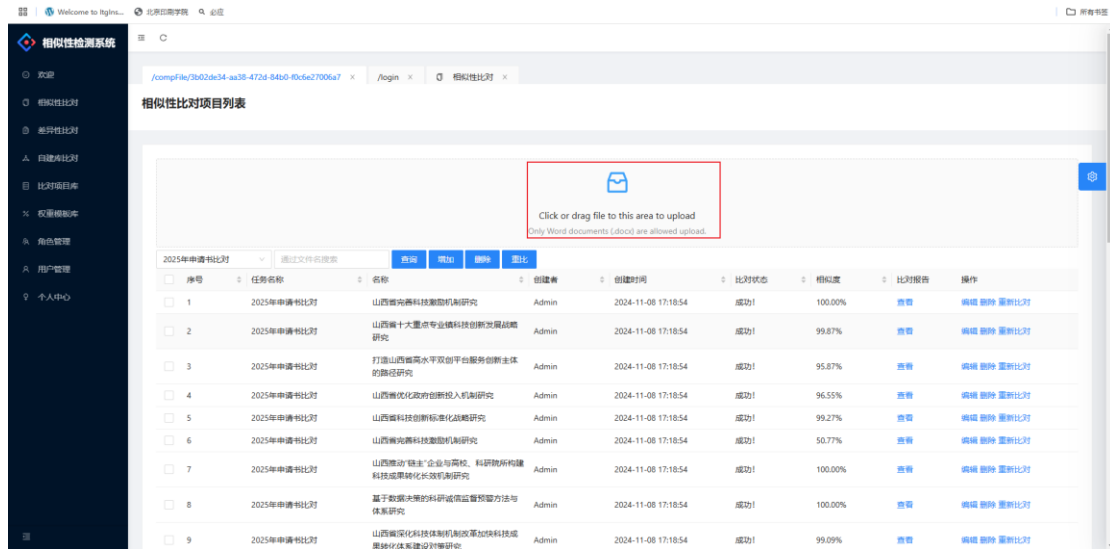 Welcome to ItgIns... 北京印刷学院 必应 所有书签
相似性检测系统
欢迎
相似性比对
差异性比对
自建库比对
比对项目库
权重模板库
角色管理
用户管理
个人中心
/compFile/3b02de34-aa38-472d-84b0-f0c6e27006a7 × /login × 相似性比对 ×
相似性比对项目列表
Click or drag file to this area to upload
Only Word documents (.docx) are allowed upload.
2025年申请书比对 通过文件名搜索 查询 增加 删除 重比
序号 任务名称 名称 创建者 创建时间 比对状态 相似度 比对报告 操作
1 2025年申请书比对 山西省完善科技激励机制研究 Admin 2024-11-08 17:18:54 成功! 100.00% 查看 编辑 删除 重新比对
2 2025年申请书比对 山西省十大重点专业镇科技创新发展战略研究 Admin 2024-11-08 17:18:54 成功! 99.87% 查看 编辑 删除 重新比对
3 2025年申请书比对 打造山西省高水平双创平台服务创新主体的路径研究 Admin 2024-11-08 17:18:54 成功! 95.87% 查看 编辑 删除 重新比对
4 2025年申请书比对 山西省优化政府创新投入机制研究 Admin 2024-11-08 17:18:54 成功! 96.55% 查看 编辑 删除 重新比对
5 2025年申请书比对 山西省科技创新标准化战略研究 Admin 2024-11-08 17:18:54 成功! 99.27% 查看 编辑 删除 重新比对
6 2025年申请书比对 山西省完善科技激励机制研究 Admin 2024-11-08 17:18:54 成功! 50.77% 查看 编辑 删除 重新比对
7 2025年申请书比对 山西推动"链主"企业与高校、科研院所构建科技成果转化长效机制研究 Admin 2024-11-08 17:18:54 成功! 100.00% 查看 编辑 删除 重新比对
8 2025年申请书比对 基于数据决策的科研诚信监督预警方法与体系研究 Admin 2024-11-08 17:18:54 成功! 100.00% 查看 编辑 删除 重新比对
9 2025年申请书比对 山西省深化科技体制机制改革加快科技成果转化体系建设对策研究 Admin 2024-11-08 17:18:54 成功! 99.09% 查看 编辑 删除 重新比对